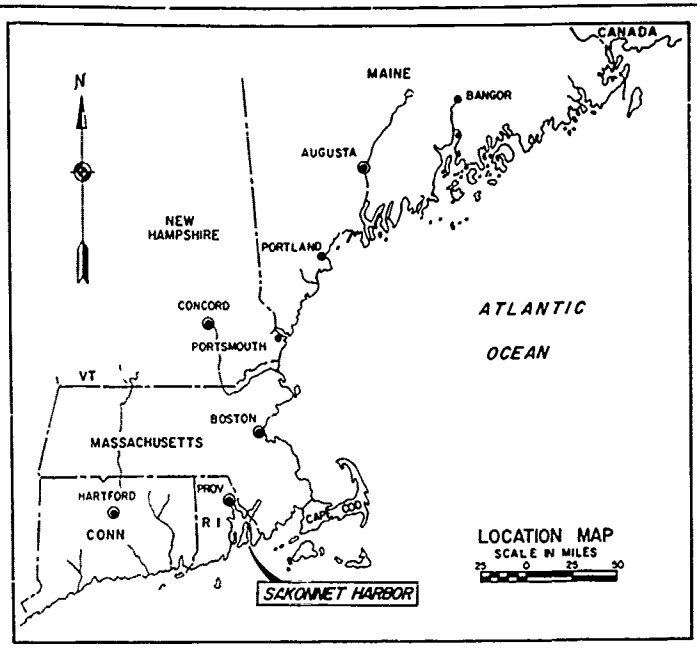 CANADA
N
MAINE
BANGOR
AUGUSTA
NEW
HAMPSHIRE
PORTLAND
CONCORD
ATLANTIC
OCEAN
PORTSMOUTH
VT
BOSTON
MASSACHUSETTS
HARTFORD
PROV
CONN
R I
CAPE COD
LOCATION MAP
SCALE IN MILES
25 0 25 50
SAKONNET HARBOR